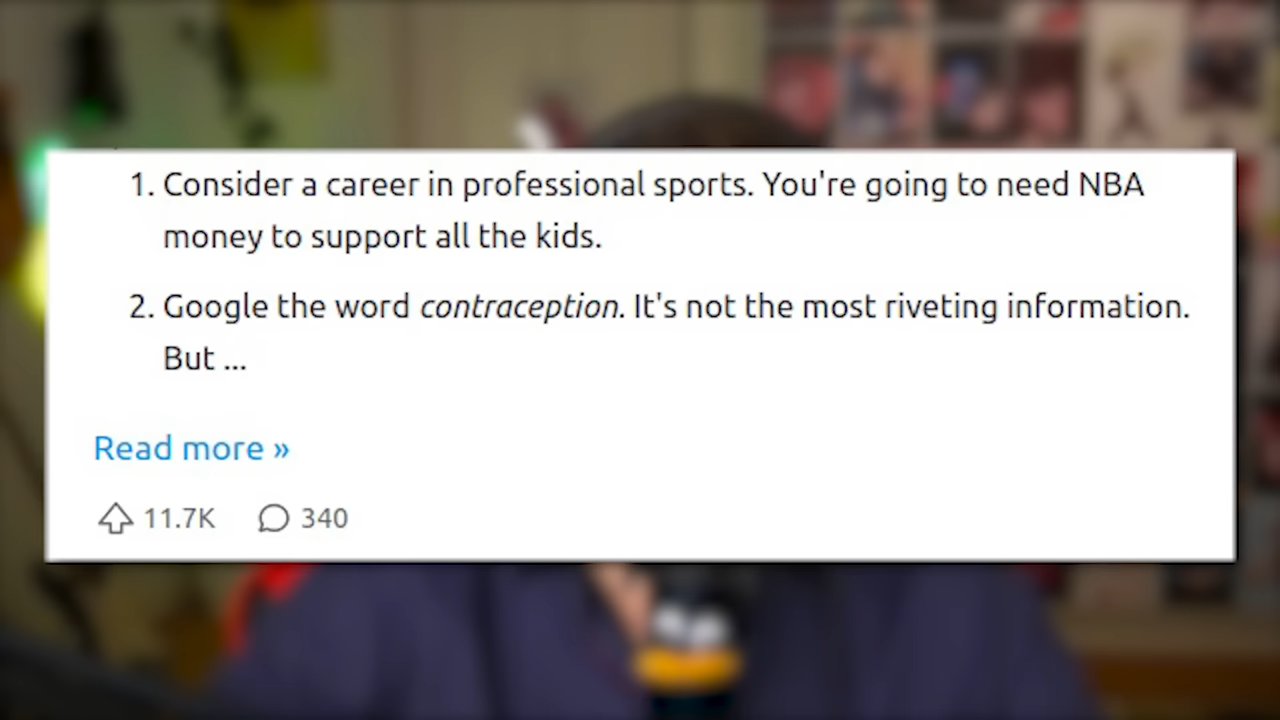 1. Consider a career in professional sports. You're going to need NBA
money to support all the kids.
2. Google the word contraception. It's not the most riveting information.
But ...
Read more »
11.7K 340